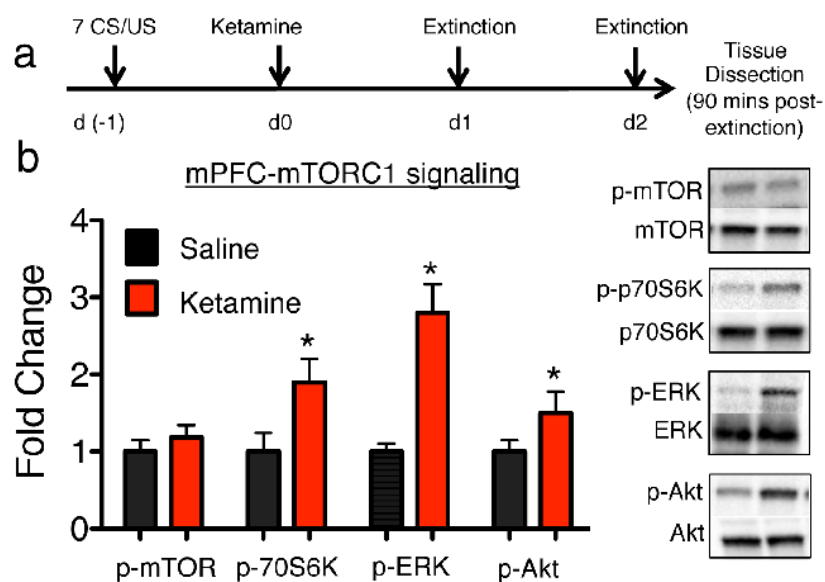 a
7 CS/US
Ketamine
Extinction
Extinction
Tissue
Dissection
(90 mins post-
extinction)
d (-1)
d0
d1
d2
b
mPFC-mTORC1 signaling
Fold Change
4
3
2
1
0
Saline
Ketamine
*
*
*
p-mTOR
p-70S6K
p-ERK
p-Akt
p-mTOR
mTOR
p-p70S6K
p70S6K
p-ERK
ERK
p-Akt
Akt